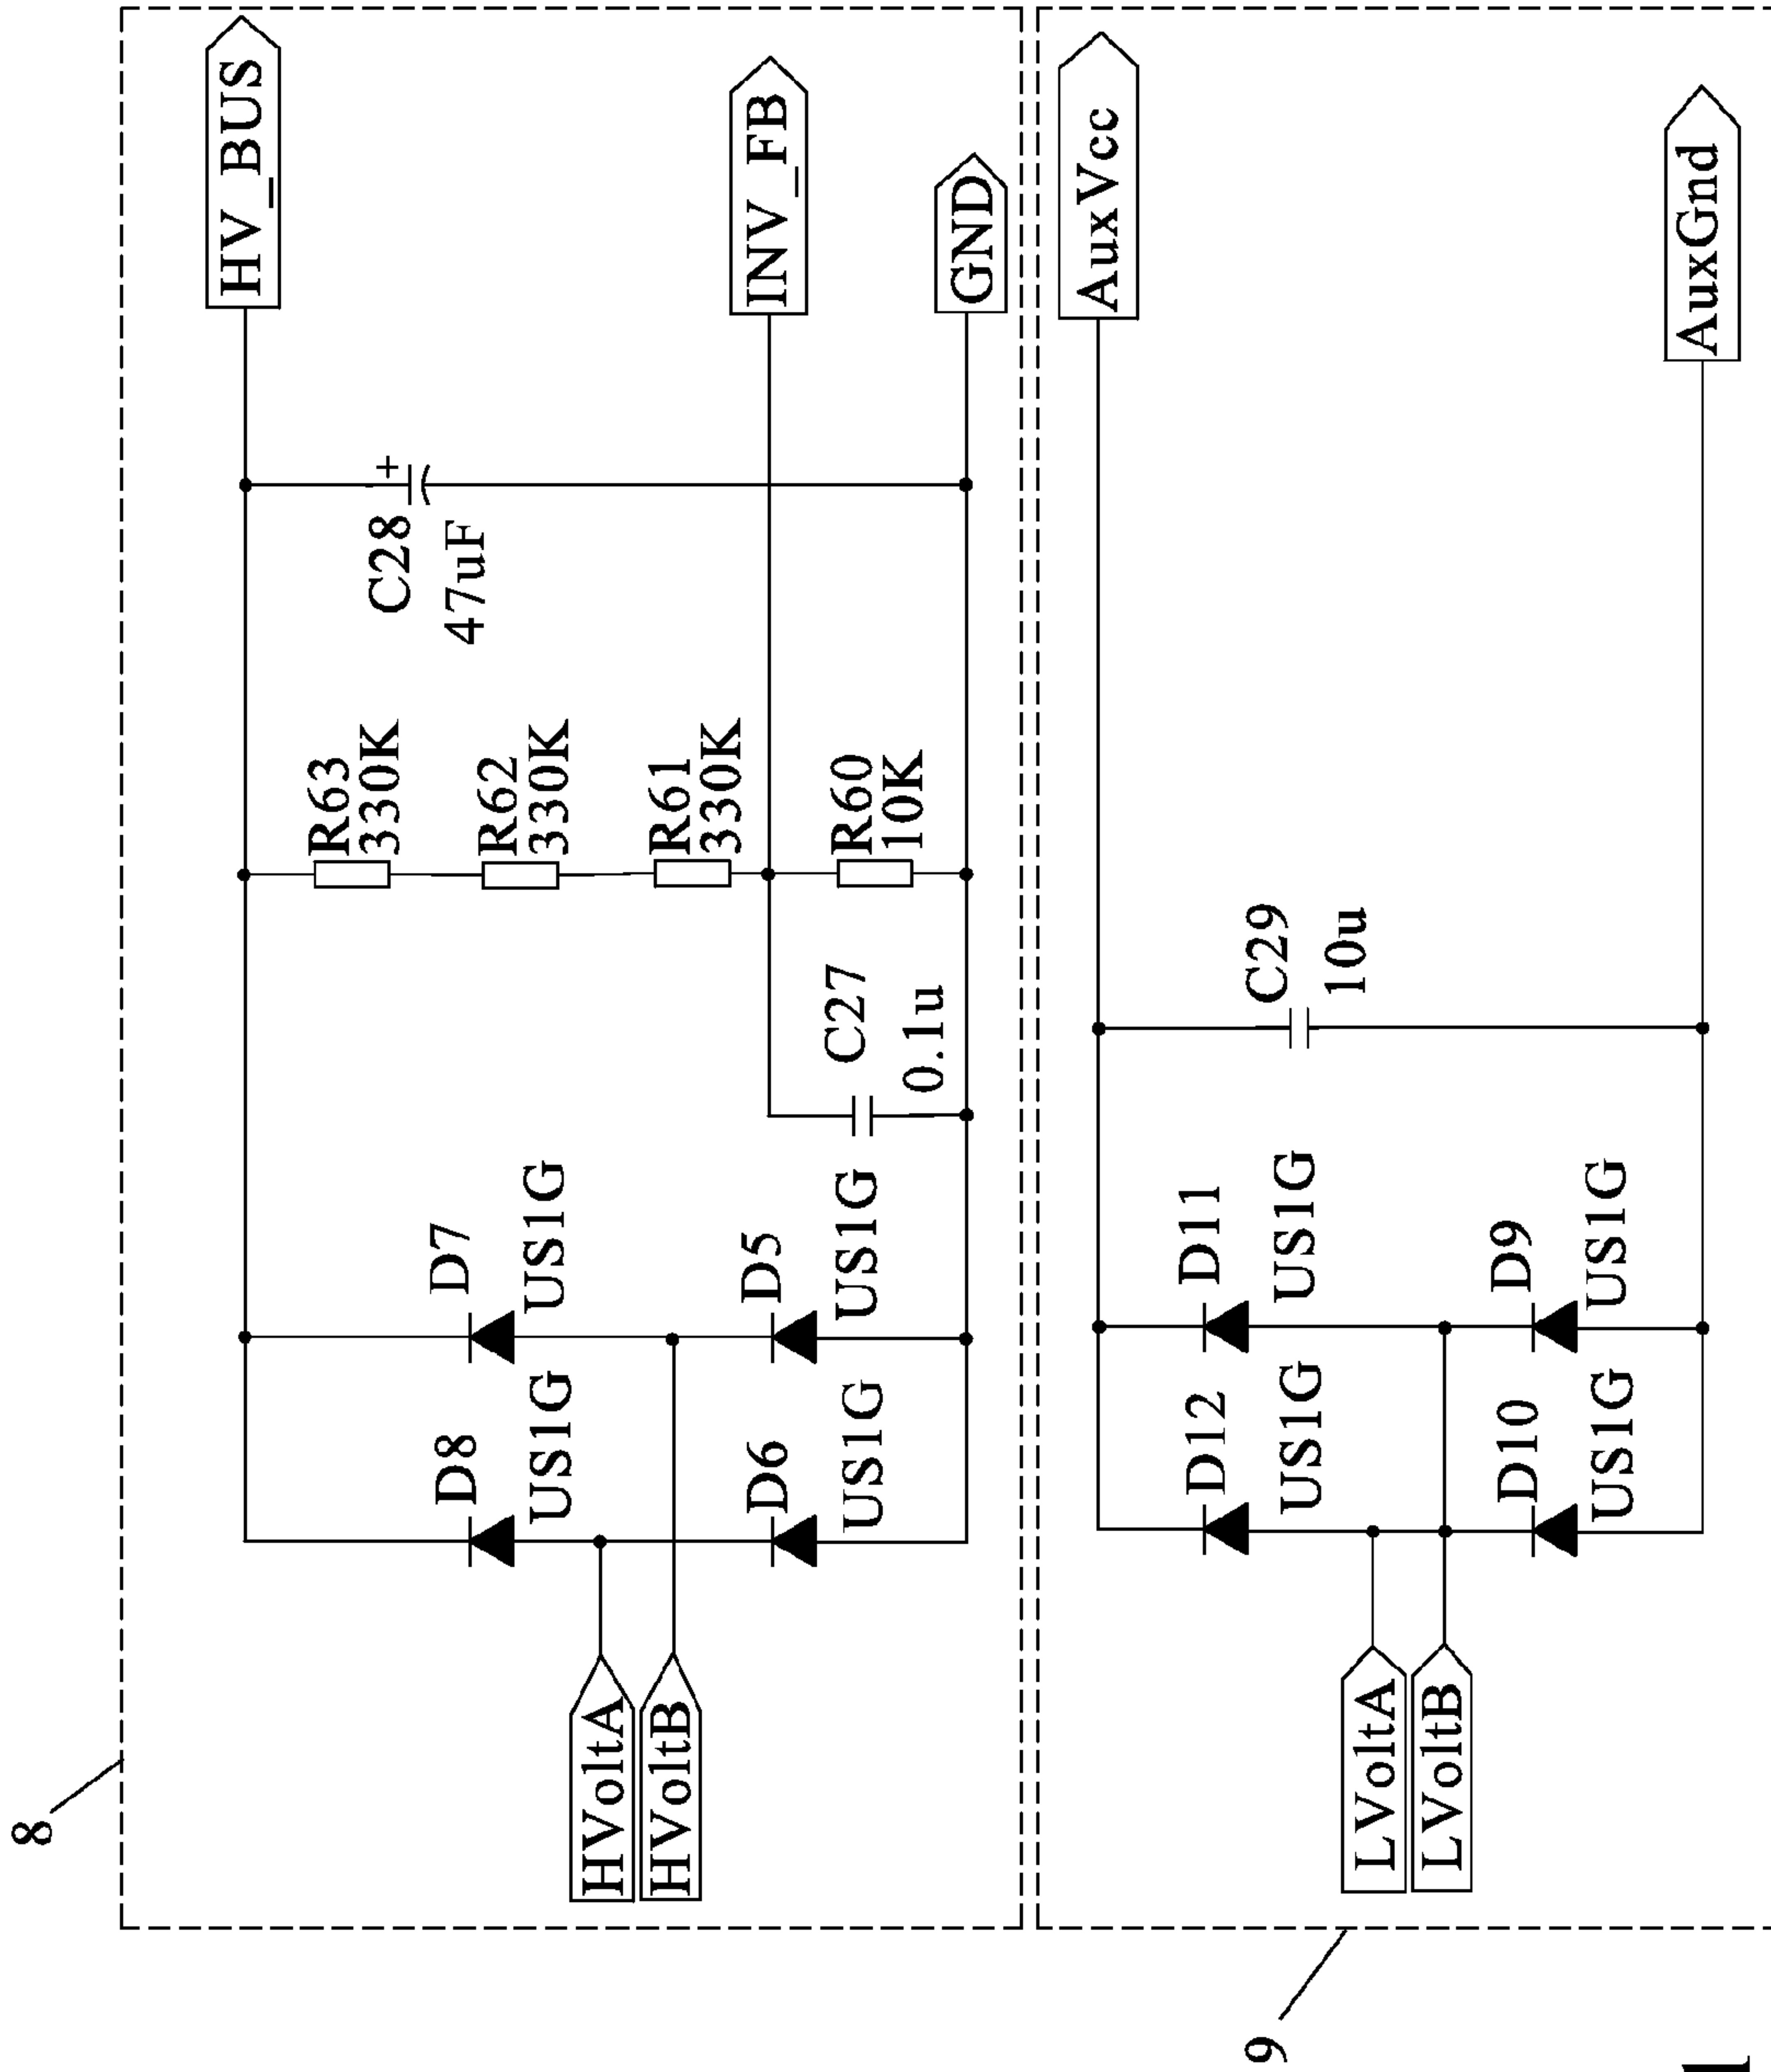 8
HV_BUS
INV_FB
GND
C28
47uF
R63
330K
R62
330K
R61
330K
R60
10K
C27
0.1u
D7
US1G
D5
US1G
D8
US1G
D6
US1G
HVoltA
HVoltB
9
AuxVcc
AuxGnd
C29
10u
D11
US1G
D9
US1G
D12
US1G
D10
US1G
LVoltA
LVoltB